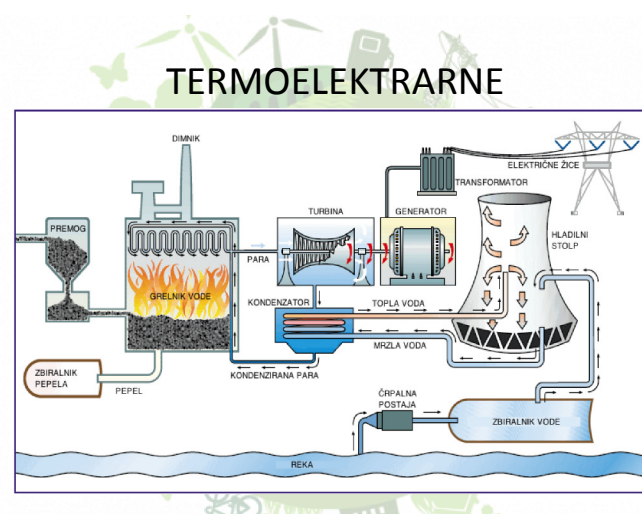 TERMOELEKTRARNE
DIMNIK
ELEKTRIČNE ŽICE
TRANSFORMATOR
PREMOG
TURBINA
GENERATOR
HLADILNI
STOLP
PARA
GRELNIK VODE
KONDENZATOR
TOPLA VODA
MRZLA VODA
ZBIRALNIK
PEPELA
PEPEL
KONDENZIRANA PARA
ČRPALNA
POSTAJA
ZBIRALNIK VODE
REKA